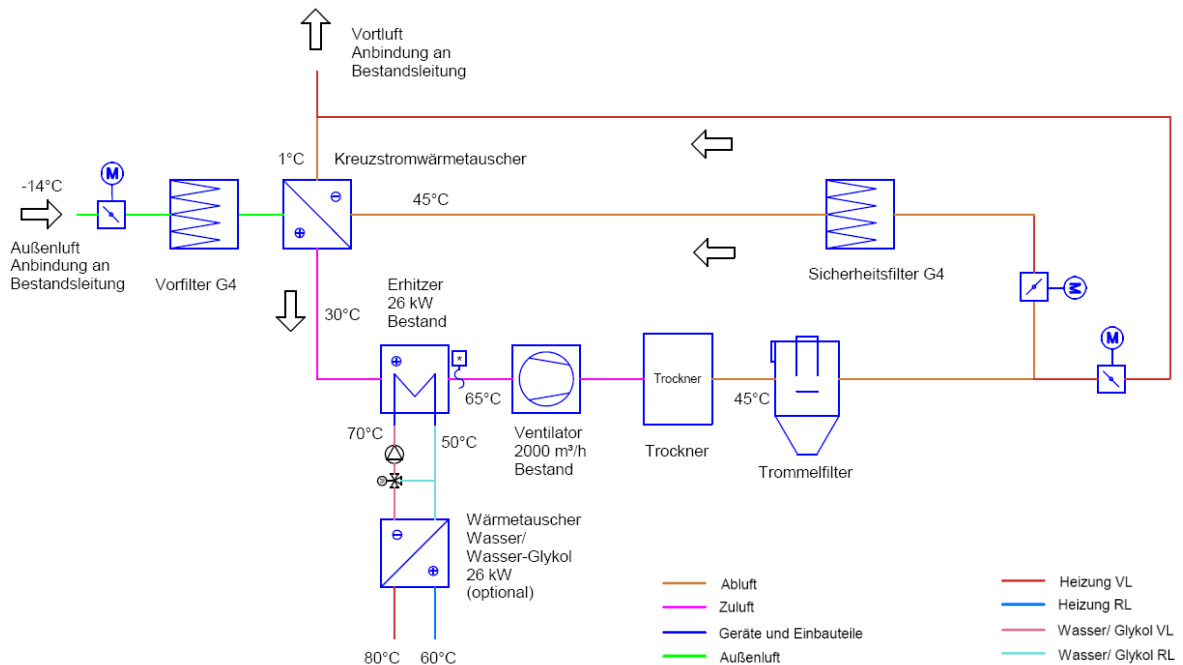 Vortluft
Anbindung an
Bestandsleitung
1°C
Kreuzstromwärmetauscher
-14°C
M
45°C
Außenluft
Anbindung an
Bestandsleitung
Vorfilter G4
Sicherheitsfilter G4
M
Erhitzer
26 kW
Bestand
30°C
M
*
Trockner
65°C
45°C
70°C
50°C
Ventilator
2000 m³/h
Bestand
Trockner
Trommelfilter
Wärmetauscher
Wasser/
Wasser-Glykol
26 kW
(optional)
80°C
60°C
Abluft
Zuluft
Geräte und Einbauteile
Außenluft
Heizung VL
Heizung RL
Wasser/ Glykol VL
Wasser/ Glykol RL